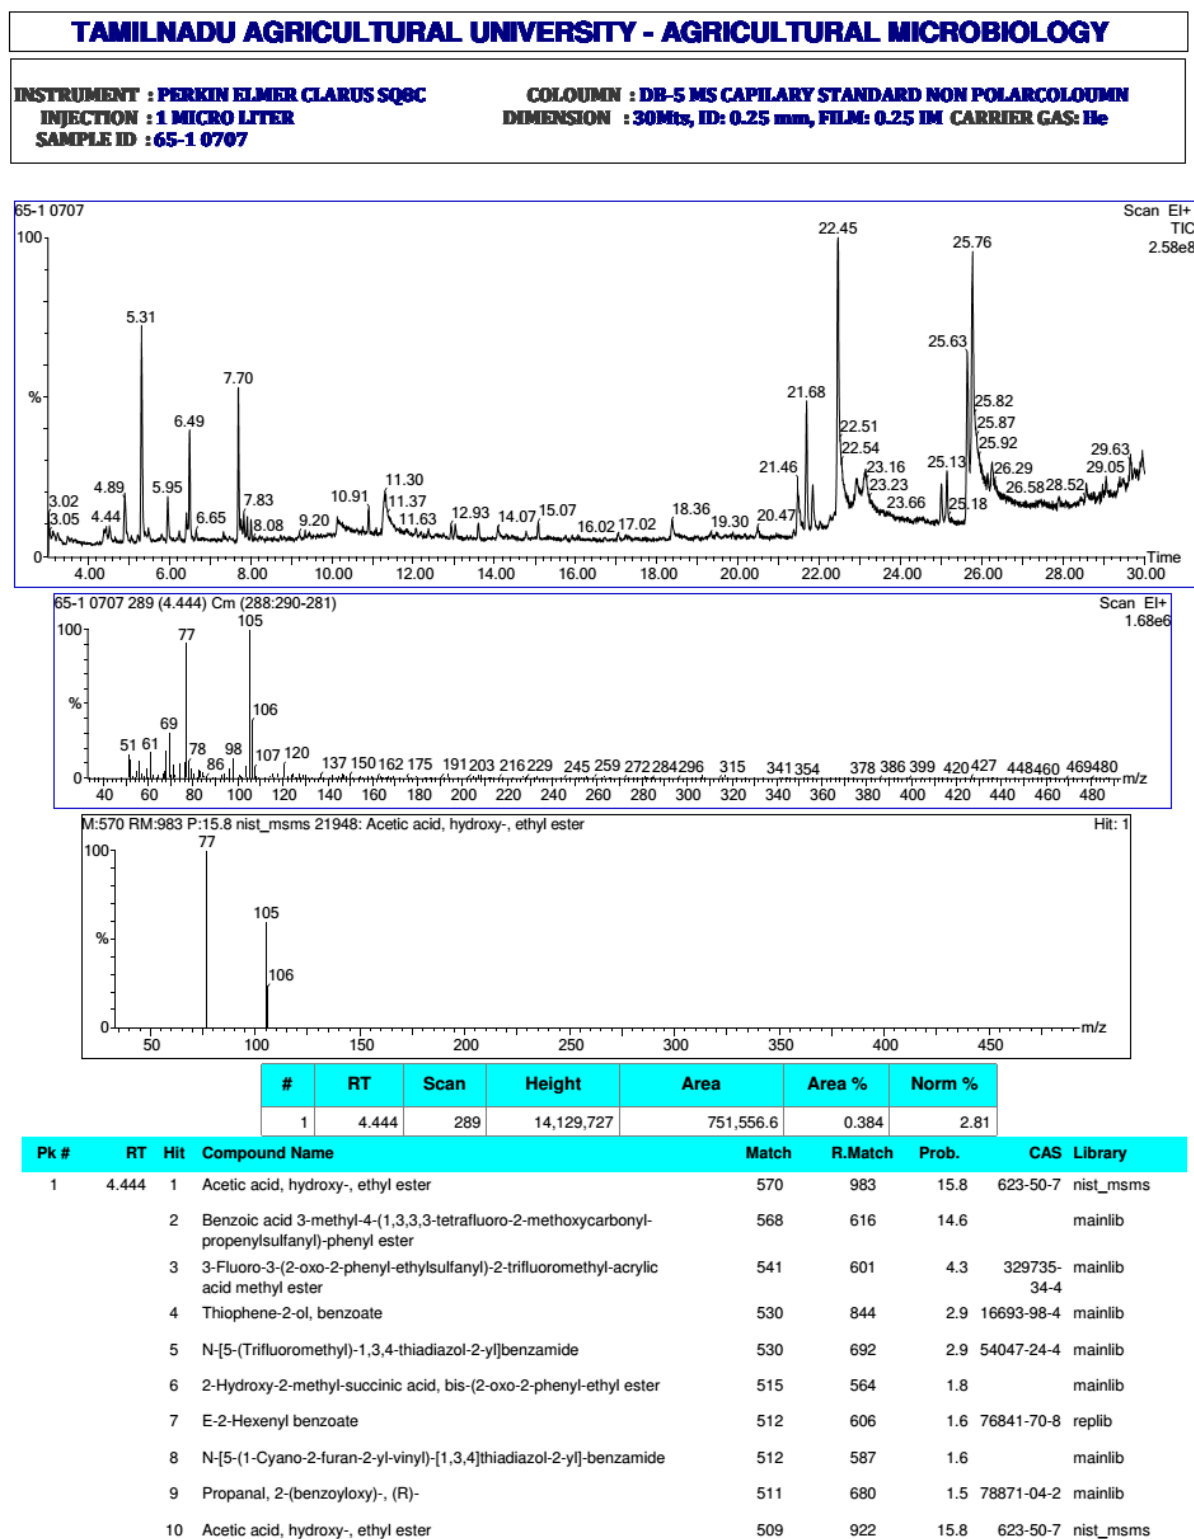 TAMILNADU AGRICULTURAL UNIVERSITY - AGRICULTURAL MICROBIOLOGY
INSTRUMENT : PERKIN ELMER CLARUS SQ8C COLOUMN : DB-5 MS CAPILARY STANDARD NON POLARCOLOUMN
INJECTION : 1 MICRO LITER DIMENSION : 30Mts, ID: 0.25 mm, FILM: 0.25 IM CARRIER GAS: He
SAMPLE ID : 65-1 0707
65-1 0707 Scan EI+
TIC
2.58e8
100
%
0
22.45
25.76
5.31
25.63
7.70
21.68
6.49
25.82
25.87
25.92
22.51
22.54
29.63
4.89
5.95
11.30
21.46
23.16
25.13
26.29
29.05
3.02
7.83
10.91
11.37
23.23
26.58
28.52
3.05
4.44
6.65
8.08
9.20
11.63
12.93
14.07
15.07
16.02
17.02
18.36
19.30
20.47
23.66
25.18
Time
4.00 6.00 8.00 10.00 12.00 14.00 16.00 18.00 20.00 22.00 24.00 26.00 28.00 30.00
65-1 0707 289 (4.444) Cm (288:290-281) Scan EI+
1.68e6
100
%
0
105
77
106
69
51 61 78 86 98 107 120 137 150 162 175 191 203 216 229 245 259 272 284 296 315 341 354 378 386 399 420 427 448 460 469 480
m/z
40 60 80 100 120 140 160 180 200 220 240 260 280 300 320 340 360 380 400 420 440 460 480
M:570 RM:983 P:15.8 nist_msms 21948: Acetic acid, hydroxy-, ethyl ester Hit: 1
100
%
0
77
105
106
m/z
50 100 150 200 250 300 350 400 450
# RT Scan Height Area Area % Norm %
1 4.444 289 14,129,727 751,556.6 0.384 2.81
Pk # RT Hit Compound Name Match R.Match Prob. CAS Library
1 4.444 1 Acetic acid, hydroxy-, ethyl ester 570 983 15.8 623-50-7 nist_msms
2 Benzoic acid 3-methyl-4-(1,3,3,3-tetrafluoro-2-methoxycarbonyl- 568 616 14.6 mainlib
propenylsulfanyl)-phenyl ester
3 3-Fluoro-3-(2-oxo-2-phenyl-ethylsulfanyl)-2-trifluoromethyl-acrylic 541 601 4.3 329735- mainlib
acid methyl ester 34-4
4 Thiophene-2-ol, benzoate 530 844 2.9 16693-98-4 mainlib
5 N-[5-(Trifluoromethyl)-1,3,4-thiadiazol-2-yl]benzamide 530 692 2.9 54047-24-4 mainlib
6 2-Hydroxy-2-methyl-succinic acid, bis-(2-oxo-2-phenyl-ethyl ester 515 564 1.8 mainlib
7 E-2-Hexenyl benzoate 512 606 1.6 76841-70-8 replib
8 N-[5-(1-Cyano-2-furan-2-yl-vinyl)-[1,3,4]thiadiazol-2-yl]-benzamide 512 587 1.6 mainlib
9 Propanal, 2-(benzoyloxy)-, (R)- 511 680 1.5 78871-04-2 mainlib
10 Acetic acid, hydroxy-, ethyl ester 509 922 15.8 623-50-7 nist_msms